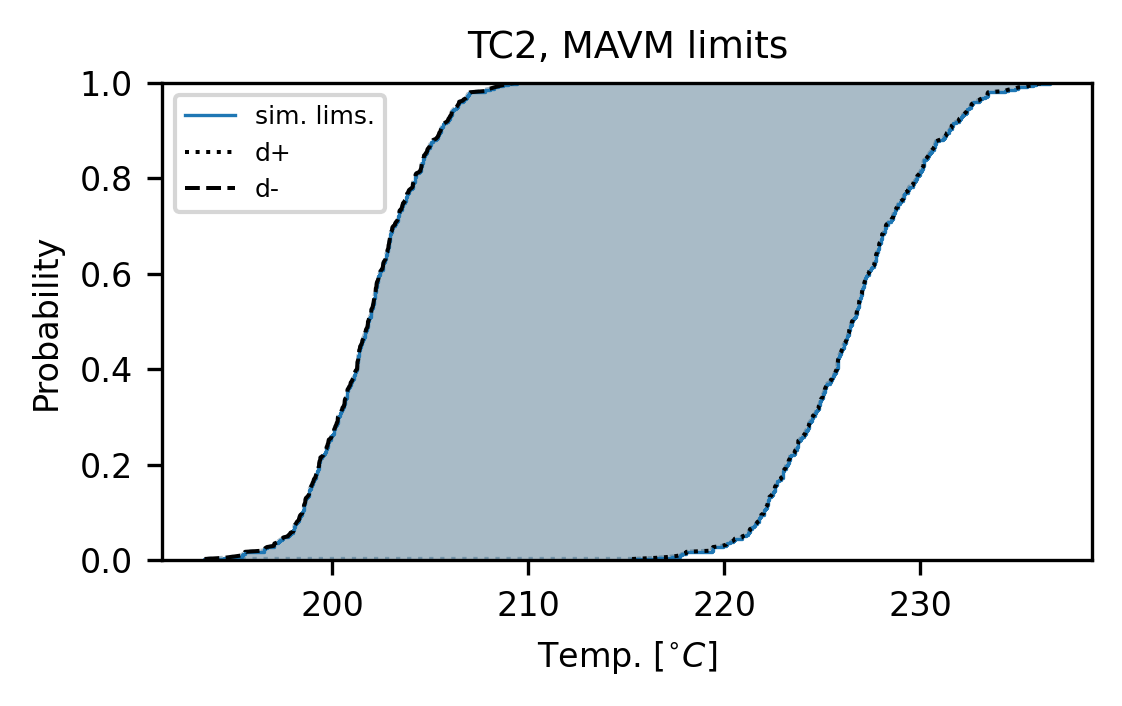 TC2, MAVM limits
1.0
0.8
0.6
0.4
0.2
0.0
Probability
sim. lims.
d+
d-
200 210 220 230
Temp. [°C]